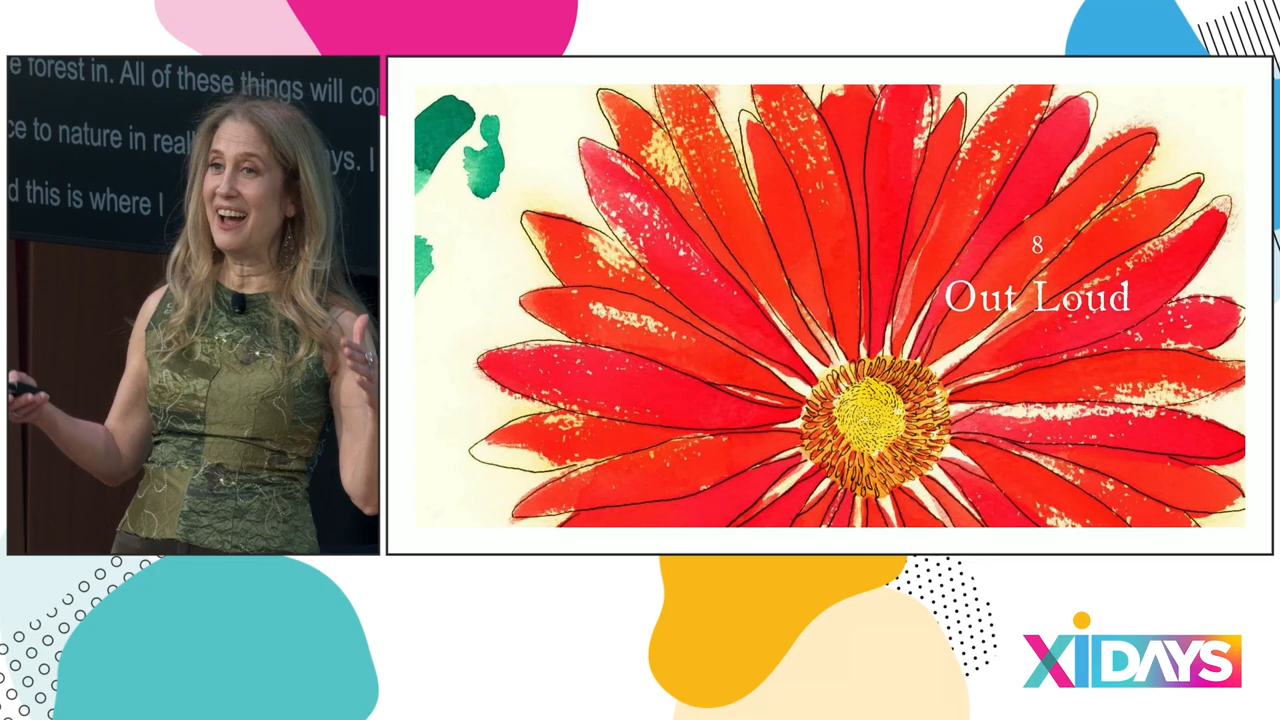 e forest in. All of these things will co
ce to nature in real ys. I
d this is where I
8
Out Loud
XiDAYS